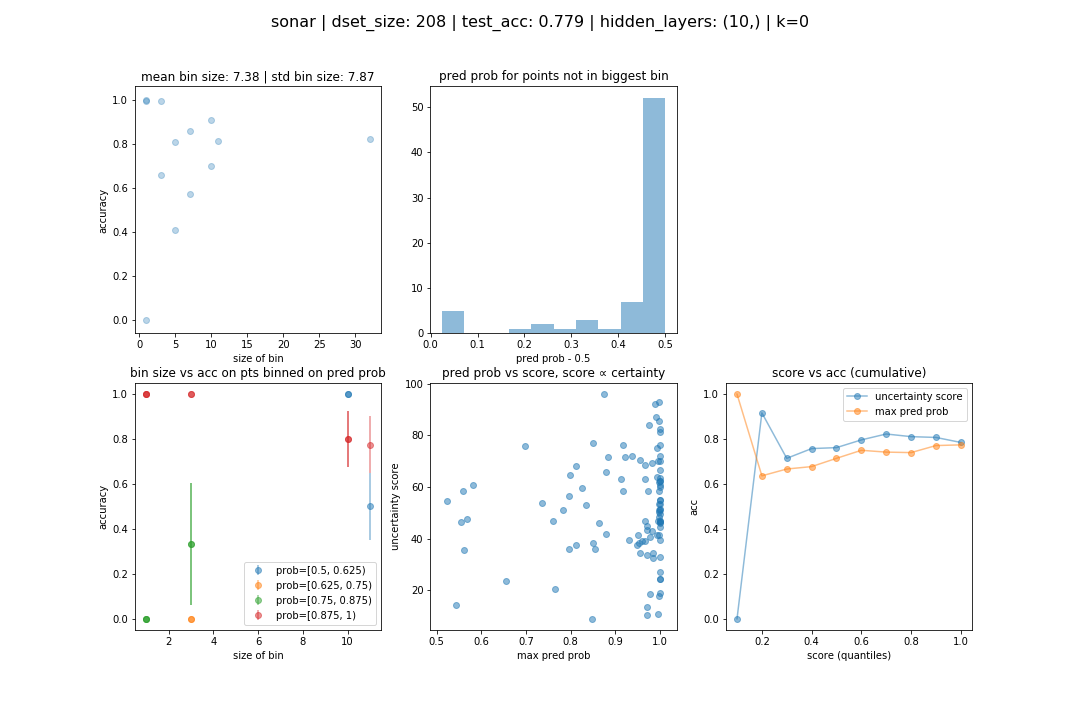 sonar | dset_size: 208 | test_acc: 0.779 | hidden_layers: (10,) | k=0
mean bin size: 7.38 | std bin size: 7.87
1.0
0.8
0.6
0.4
0.2
0.0
accuracy
0 5 10 15 20 25 30
size of bin
pred prob for points not in biggest bin
50
40
30
20
10
0
0.0 0.1 0.2 0.3 0.4 0.5
pred prob - 0.5
bin size vs acc on pts binned on pred prob
1.0
0.8
0.6
0.4
0.2
0.0
accuracy
prob=[0.5, 0.625)
prob=[0.625, 0.75)
prob=[0.75, 0.875)
prob=[0.875, 1)
2 4 6 8 10
size of bin
pred prob vs score, score ∝ certainty
100
80
60
40
20
uncertainty score
0.5 0.6 0.7 0.8 0.9 1.0
max pred prob
score vs acc (cumulative)
uncertainty score
max pred prob
1.0
0.8
0.6
0.4
0.2
0.0
acc
0.2 0.4 0.6 0.8 1.0
score (quantiles)